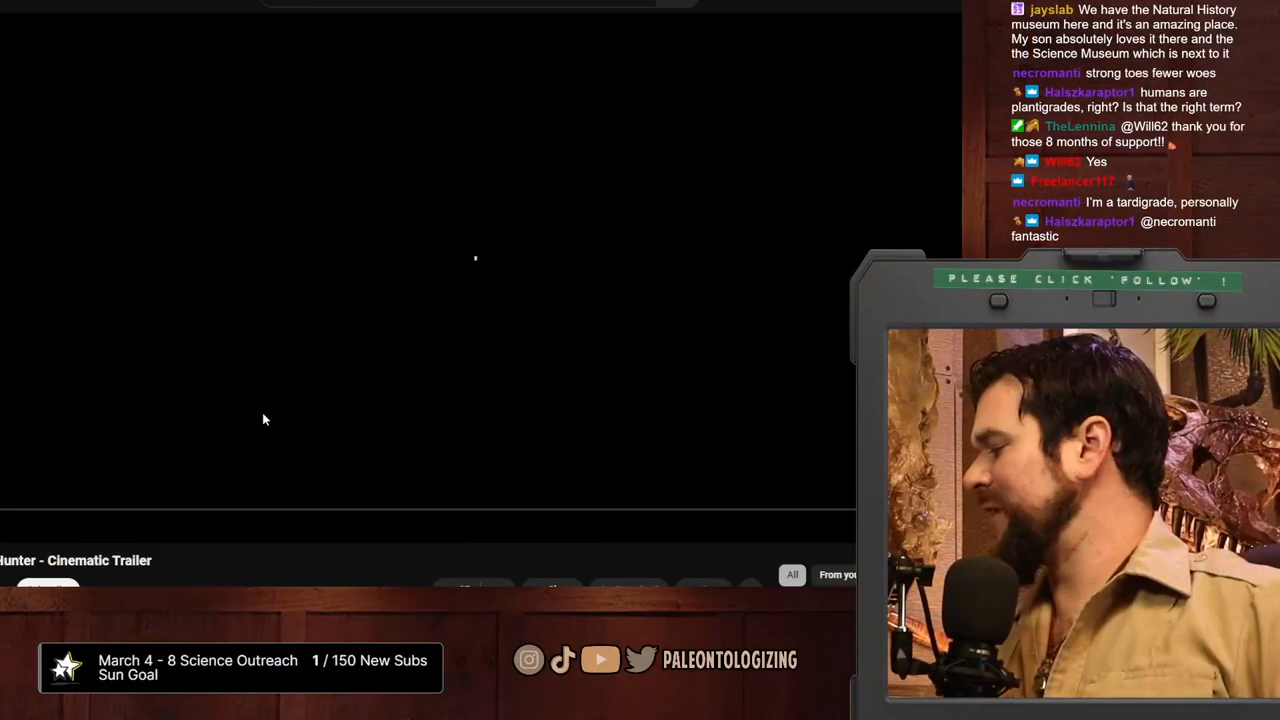 jayslab We have the Natural History
museum here and it's an amazing place.
My son absolutely loves it there and the
the Science Museum which is next to it
necromanti strong toes fewer woes
Halszkaraptor1 humans are
plantigrades, right? Is that the right term?
TheLennina @Will62 thank you for
those 8 months of support!!
Will62 Yes
Freelancer117
necromanti I'm a tardigrade, personally
Halszkaraptor1 @necromanti
fantastic
PLEASE CLICK 'FOLLOW' !
Hunter - Cinematic Trailer
All From you
March 4 - 8 Science Outreach 1 / 150 New Subs
Sun Goal
PALEONTOLOGIZING